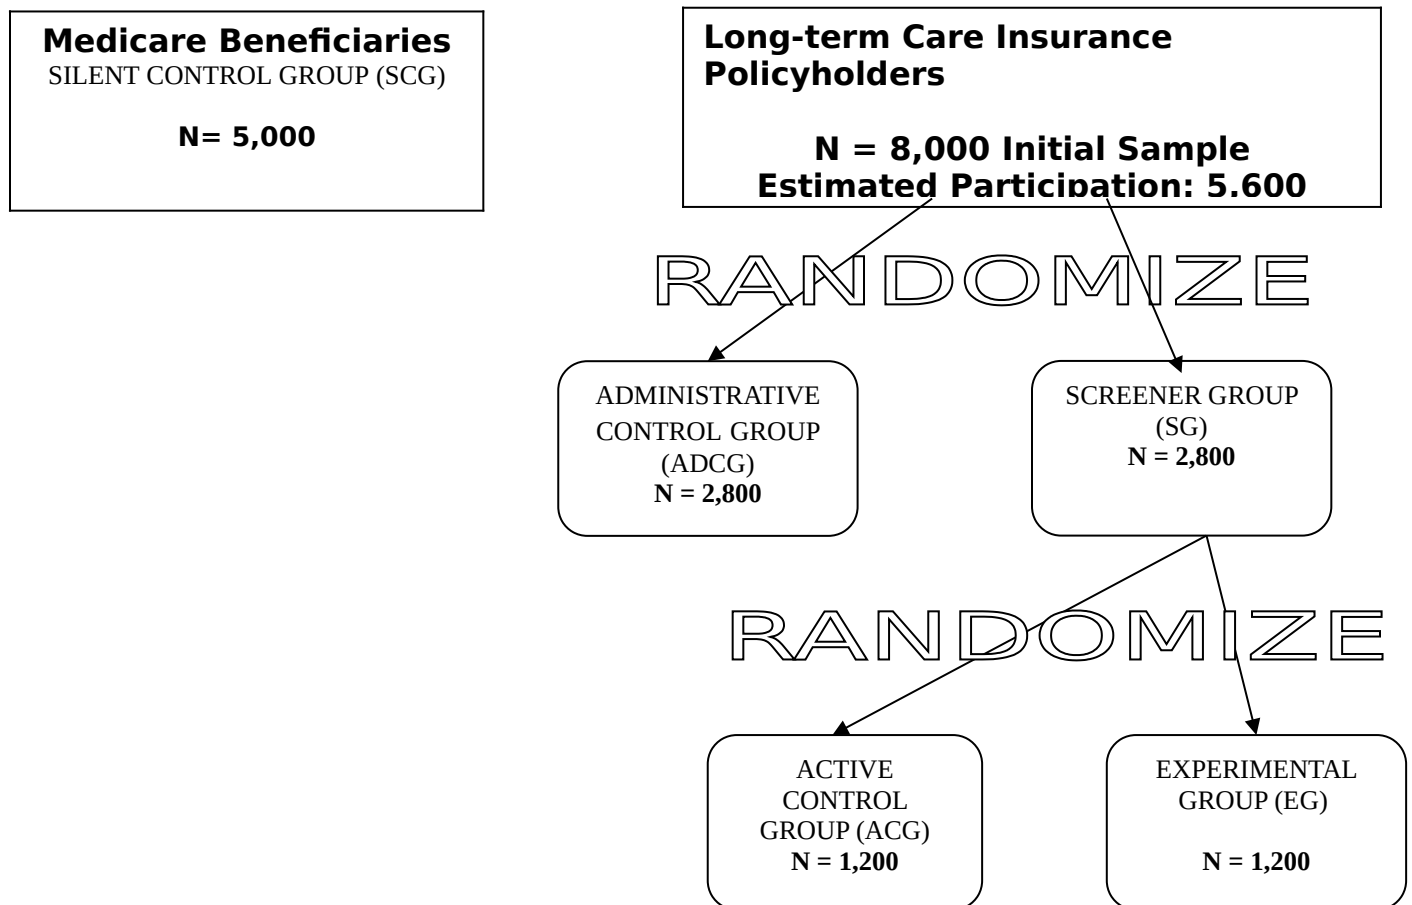 Medicare Beneficiaries
SILENT CONTROL GROUP (SCG)
N= 5,000
Long-term Care Insurance
Policyholders
N = 8,000 Initial Sample
Estimated Participation: 5,600
RANDOMIZE
ADMINISTRATIVE
CONTROL GROUP
(ADCG)
N = 2,800
SCREENER GROUP
(SG)
N = 2,800
RANDOMIZE
ACTIVE
CONTROL
GROUP (ACG)
N = 1,200
EXPERIMENTAL
GROUP (EG)
N = 1,200